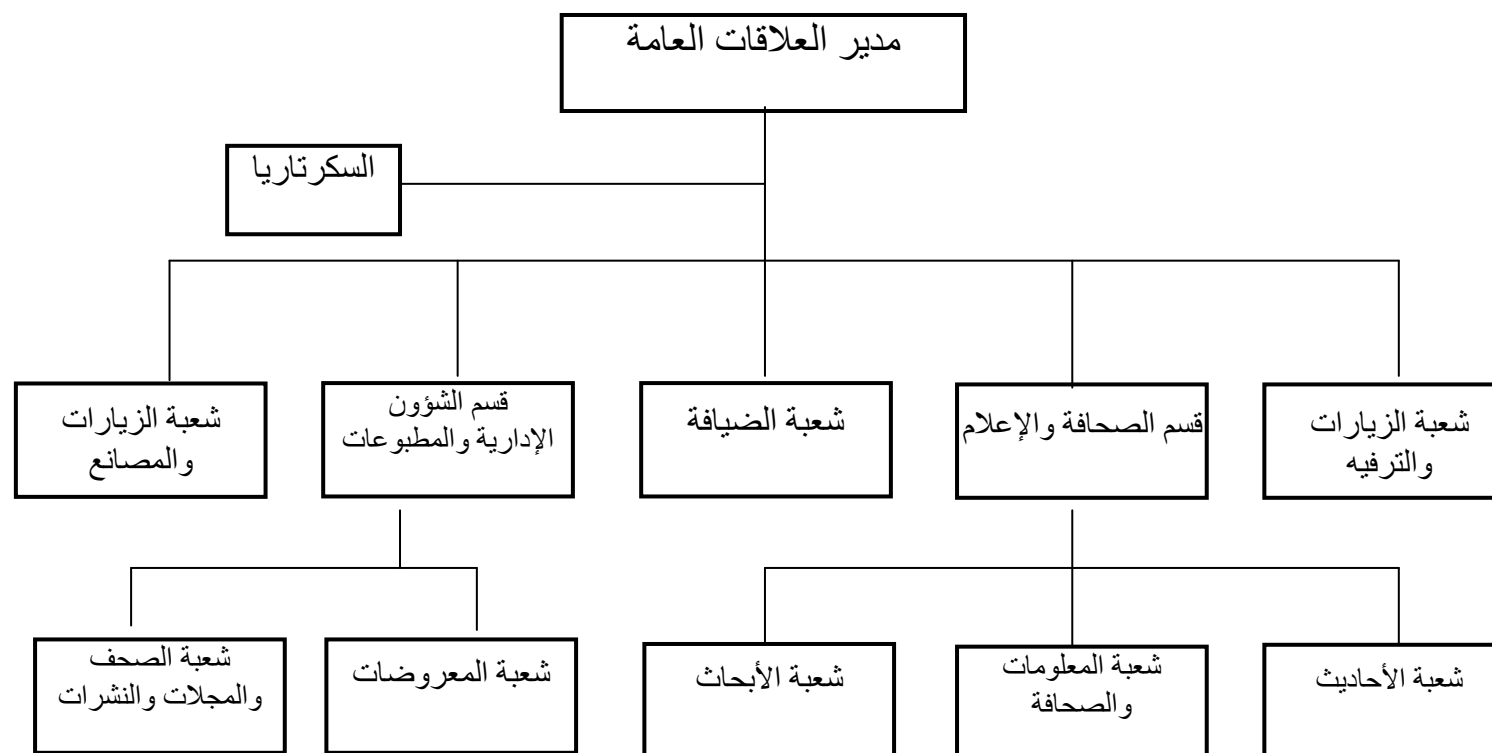 مدير العلاقات العامة
السكرتاريا
شعبة الزيارات
والترفيه
قسم الصحافة والإعلام
شعبة الضيافة
قسم الشؤون
الإدارية والمطبوعات
شعبة الزيارات
والمصانع
شعبة الأحاديث
شعبة المعلومات
والصحافة
شعبة الأبحاث
شعبة المعروضات
شعبة الصحف
والمجلات والنشرات